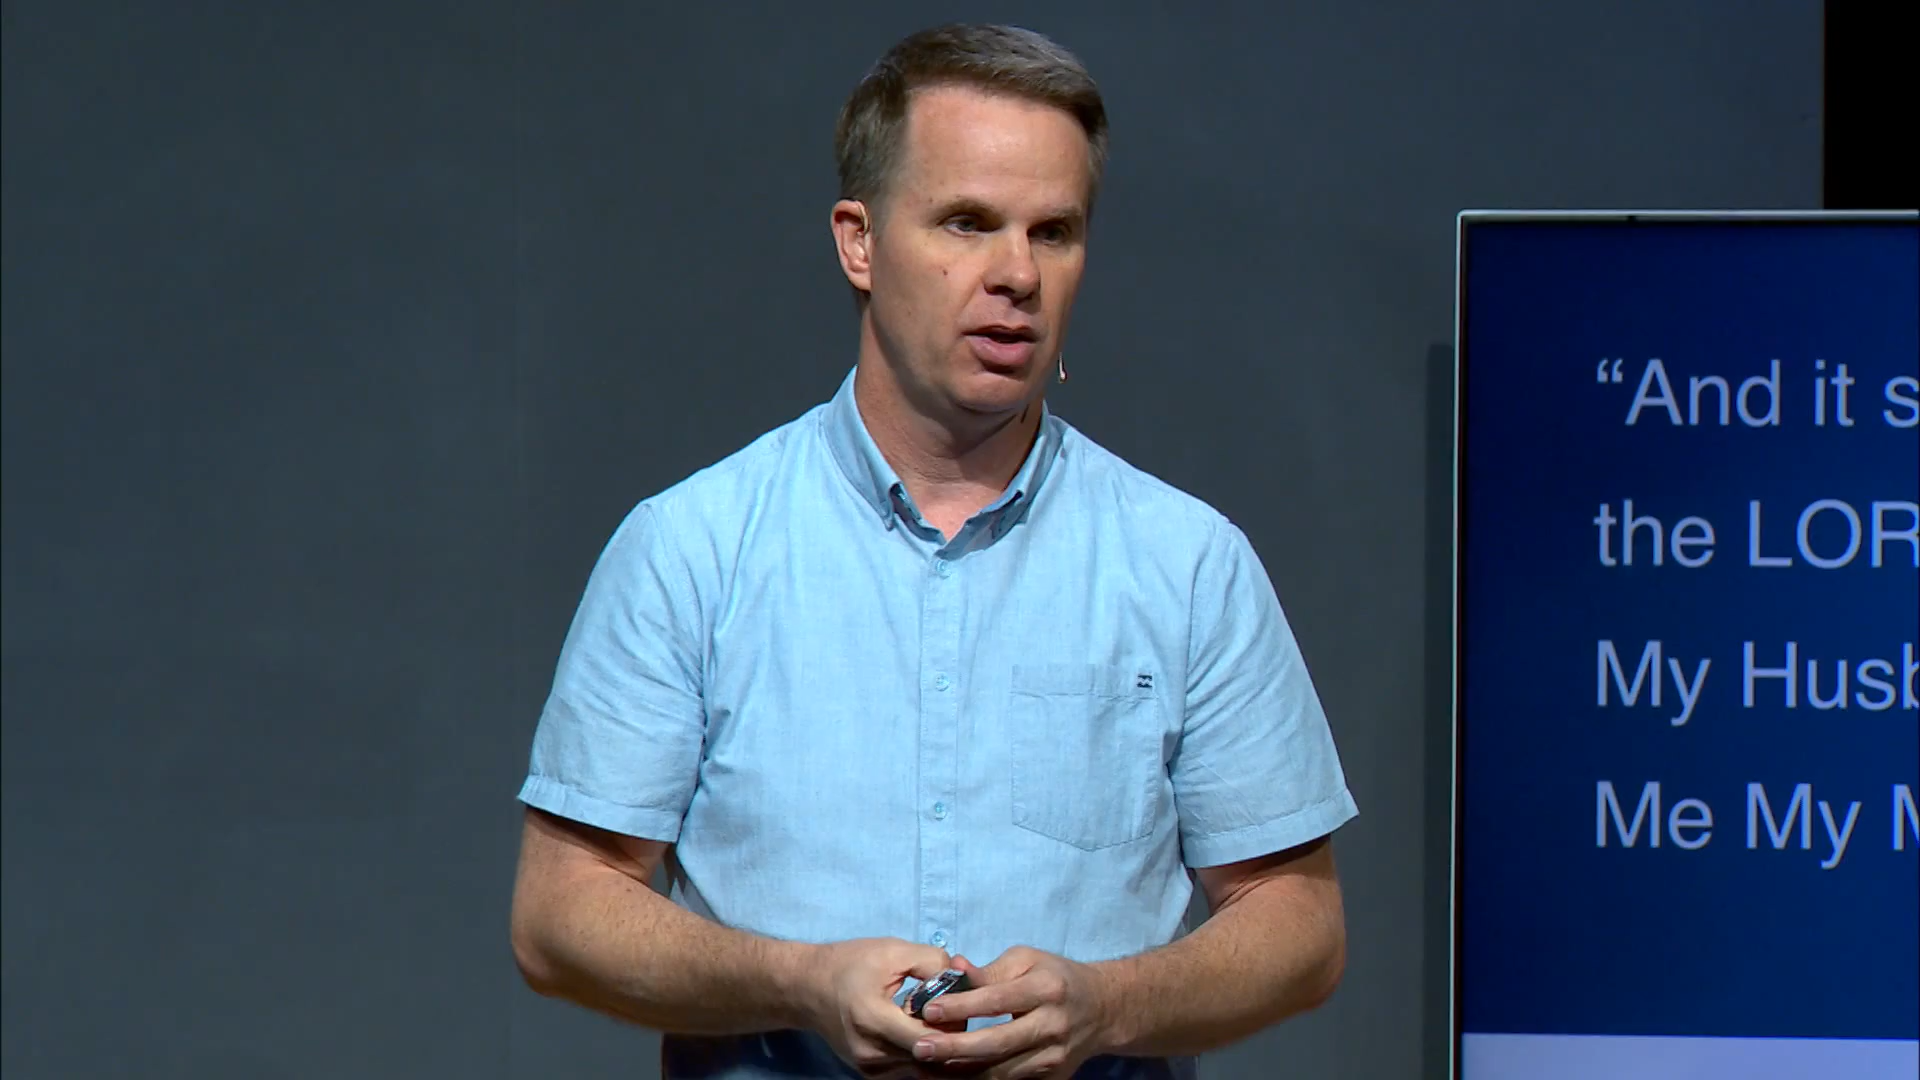 “And it s
the LOR
My Husb
Me My M